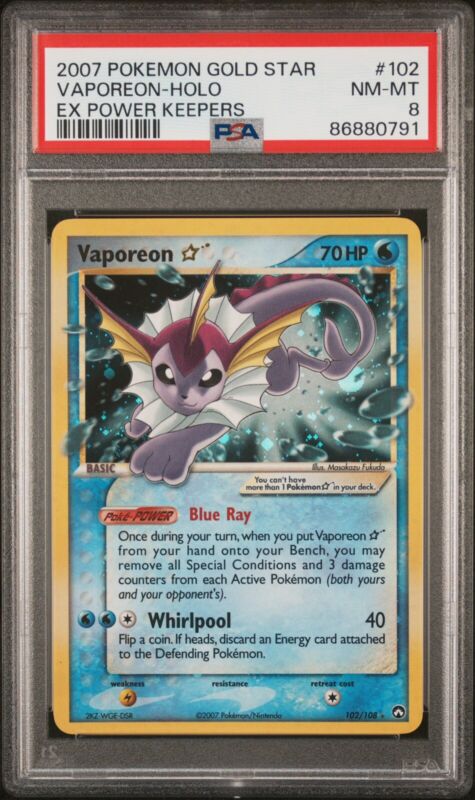 2007 POKEMON GOLD STAR #102
VAPOREON-HOLO NM-MT
EX POWER KEEPERS 8
PSA 86880791
Vaporeon ☆ 70 HP
BASIC
Illus. Masakazu Fukuda
You can't have
more than 1 Pokémon☆ in your deck.
Poké-POWER Blue Ray
Once during your turn, when you put Vaporeon ☆
from your hand onto your Bench, you may
remove all Special Conditions and 3 damage
counters from each Active Pokémon (both yours
and your opponent's).
Whirlpool 40
Flip a coin. If heads, discard an Energy card attached
to the Defending Pokémon.
weakness resistance retreat cost
2KZ-WGE-DSR ©2007 Pokémon/Nintendo 102/108